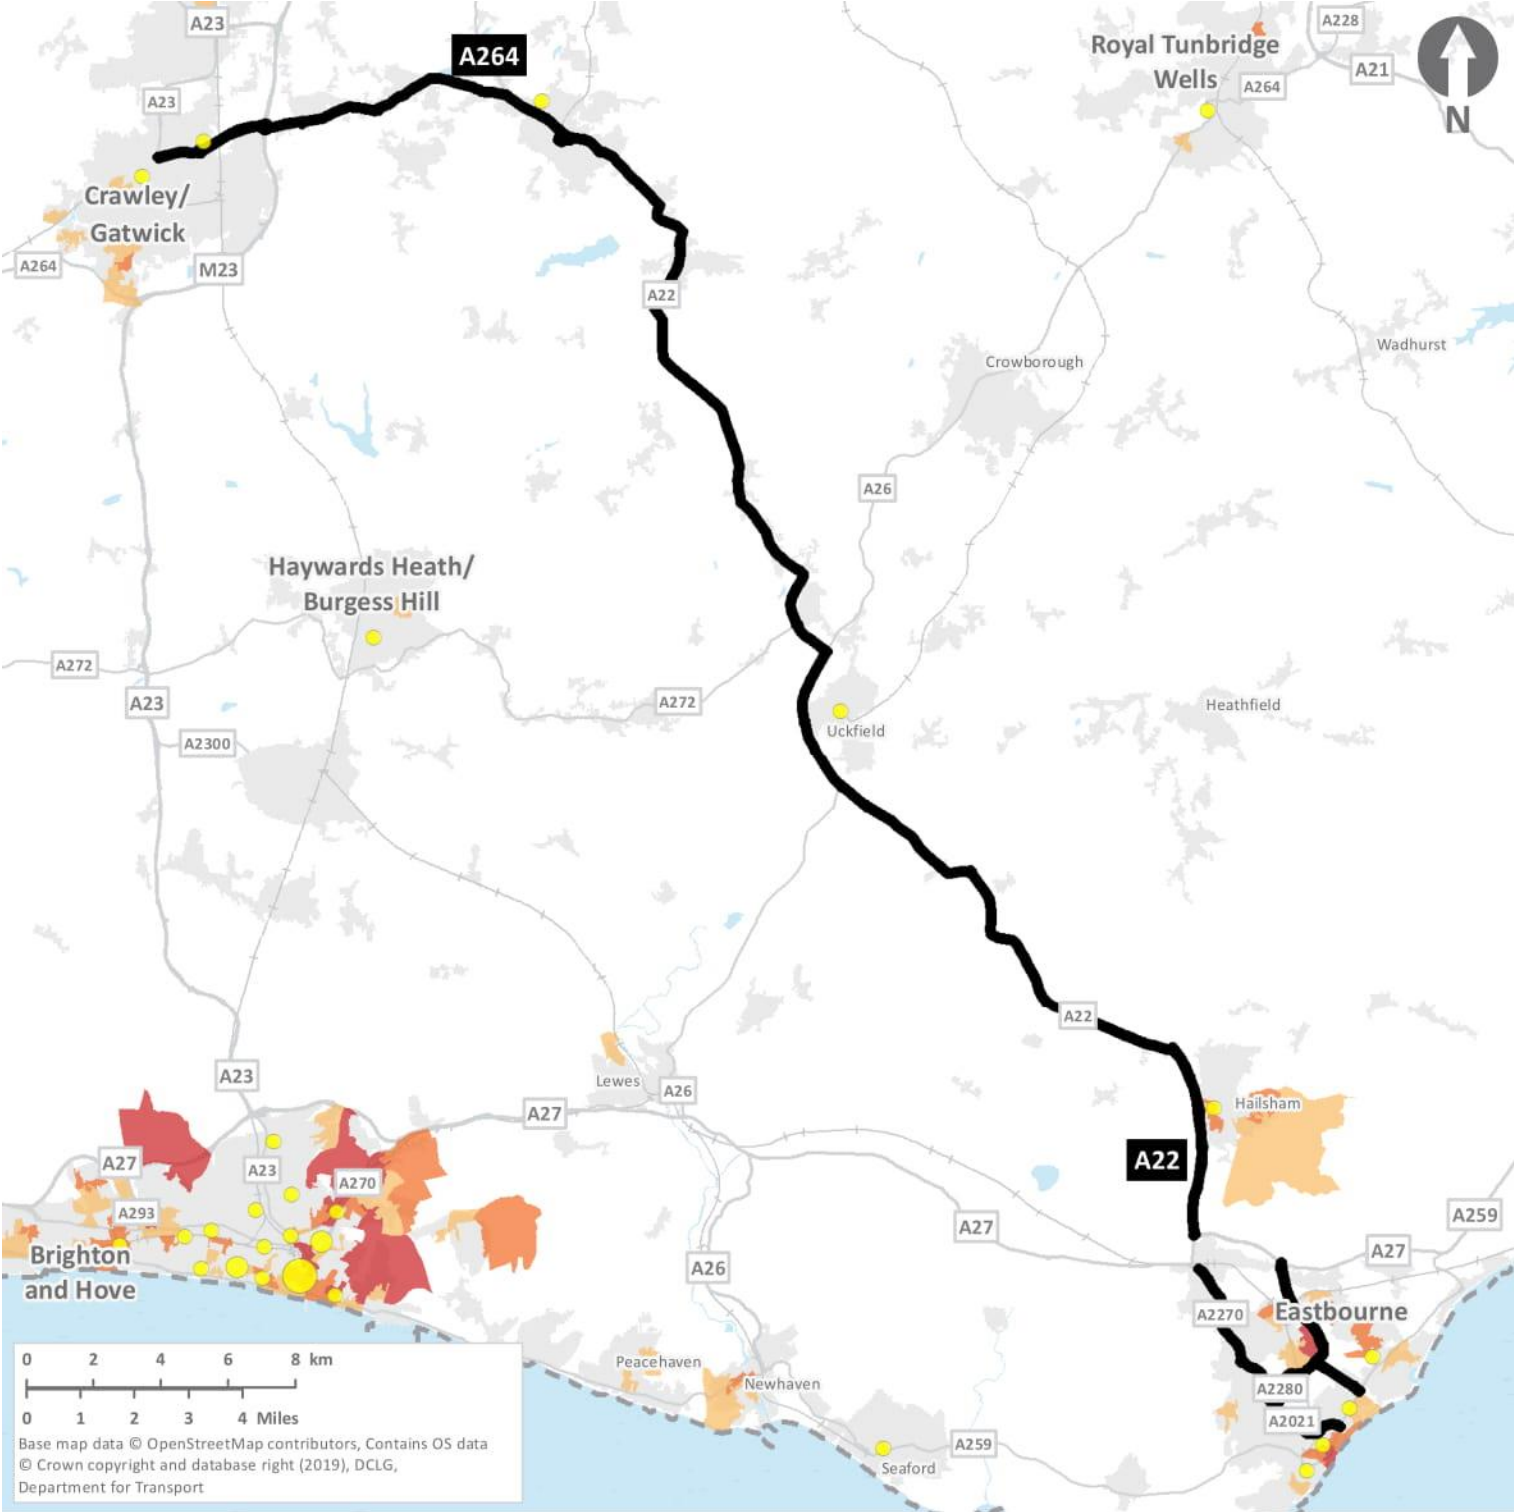 A23
A264
Royal Tunbridge
Wells
A228
A21
A264
N
A23
Crawley/
Gatwick
A264
M23
A22
Crowborough
Wadhurst
A26
Haywards Heath/
Burgess Hill
A272
A23
A272
A2300
Uckfield
Heathfield
A22
A23
Lewes
A26
A27
Hailsham
A22
A27
A23
A270
A293
A27
A259
A27
Brighton
and Hove
A26
A2270
Eastbourne
0 2 4 6 8 km
0 1 2 3 4 Miles
Base map data © OpenStreetMap contributors, Contains OS data
© Crown copyright and database right (2019), DCLG,
Department for Transport
Peacehaven
Newhaven
A2280
A2021
A259
Seaford